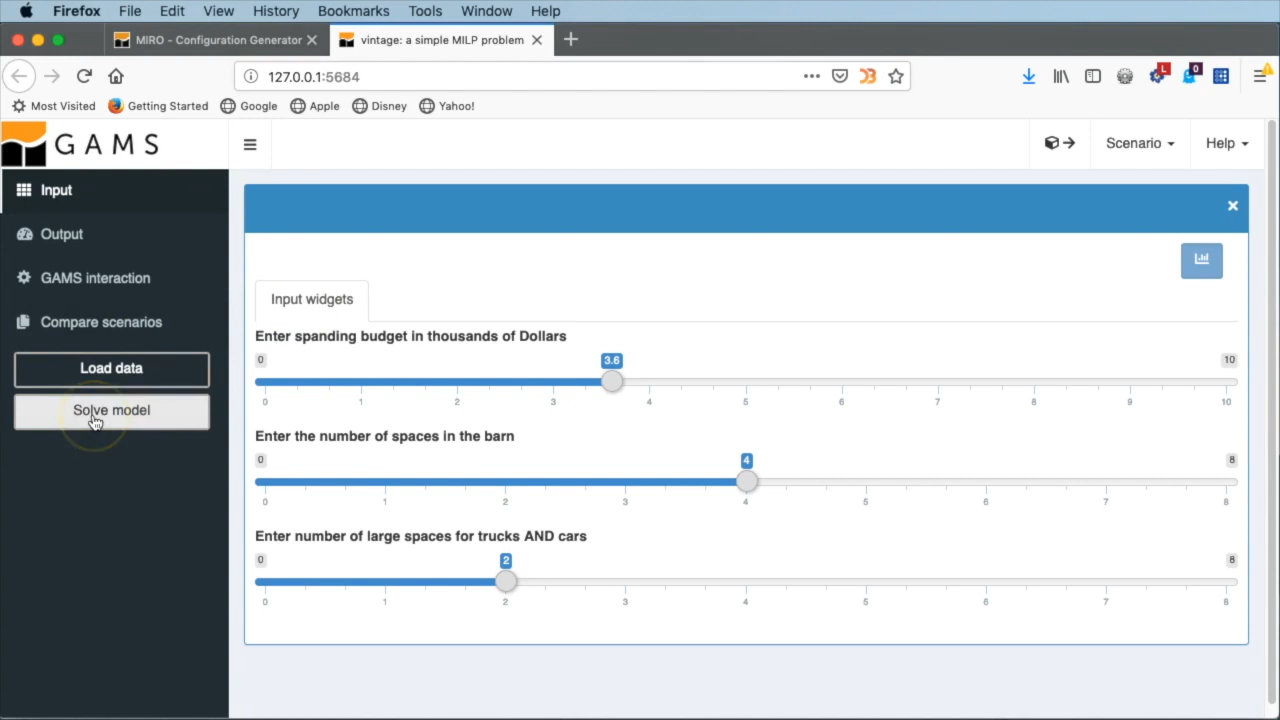 Firefox File Edit View History Bookmarks Tools Window Help
MIRO - Configuration Generator vintage: a simple MILP problem
127.0.0.1:5684 L 0
Most Visited Getting Started Google Apple Disney Yahoo!
GAMS Scenario Help
Input
Output
GAMS interaction
Compare scenarios
Load data
Solve model
Input widgets
Enter spanding budget in thousands of Dollars
0 3.6 10
0 1 2 3 4 5 6 7 8 9 10
Enter the number of spaces in the barn
0 4 8
0 1 2 3 4 5 6 7 8
Enter number of large spaces for trucks AND cars
0 2 8
0 1 2 3 4 5 6 7 8